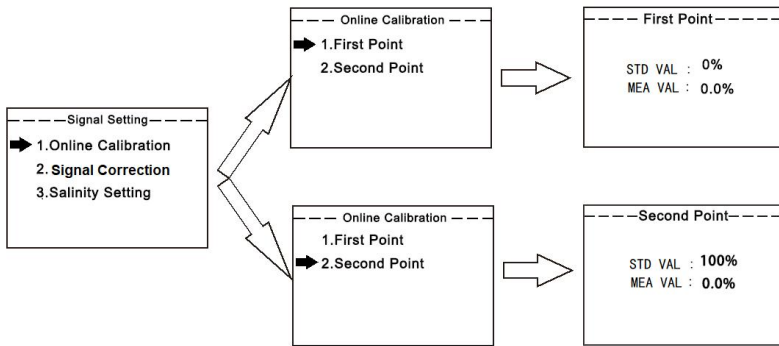 Signal Setting
1.Online Calibration
2. Signal Correction
3.Salinity Setting
Online Calibration
1.First Point
2.Second Point
First Point
STD VAL : 0%
MEA VAL : 0.0%
Online Calibration
1.First Point
2.Second Point
Second Point
STD VAL : 100%
MEA VAL : 0.0%